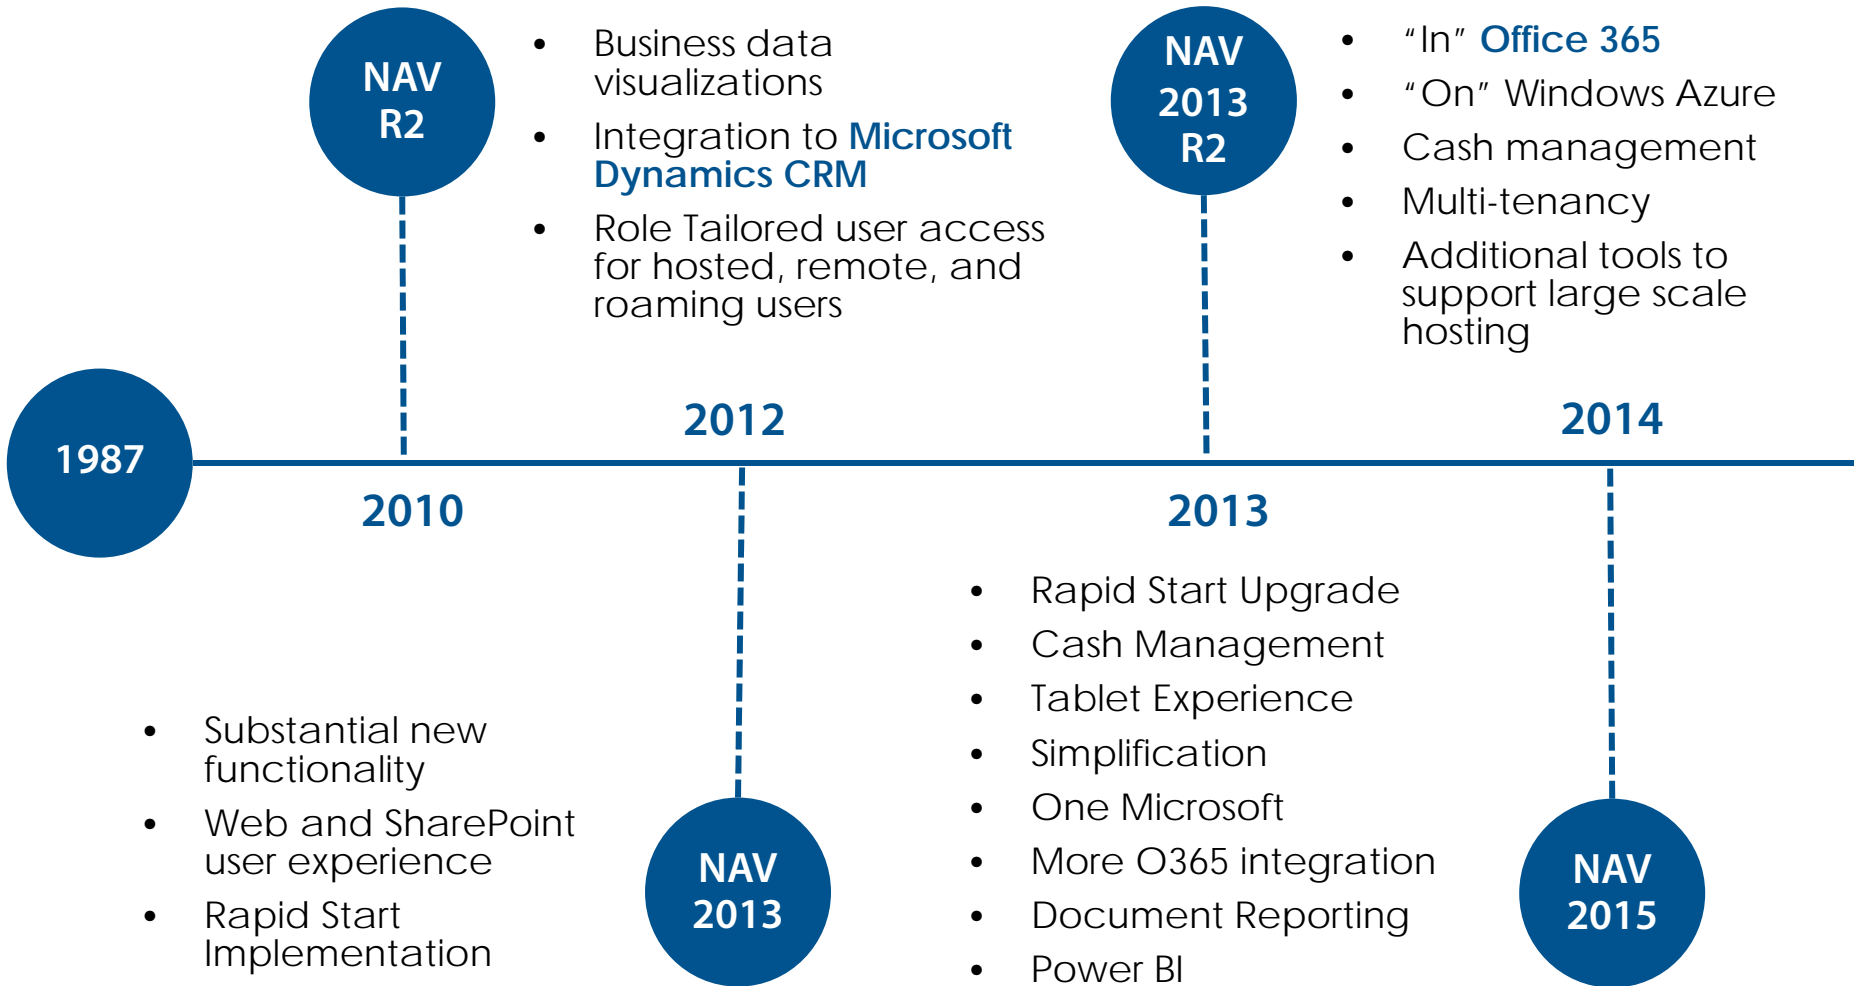 NAV
R2
• Business data
visualizations
• Integration to Microsoft
Dynamics CRM
• Role Tailored user access
for hosted, remote, and
roaming users
NAV
2013
R2
• "In" Office 365
• "On" Windows Azure
• Cash management
• Multi-tenancy
• Additional tools to
support large scale
hosting
1987
2010
2012
2013
2014
• Substantial new
functionality
• Web and SharePoint
user experience
• Rapid Start
Implementation
NAV
2013
• Rapid Start Upgrade
• Cash Management
• Tablet Experience
• Simplification
• One Microsoft
• More O365 integration
• Document Reporting
• Power BI
NAV
2015